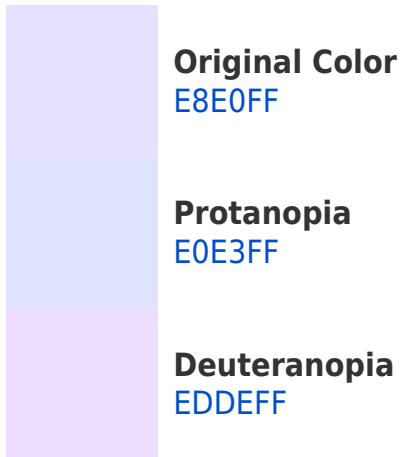 Original Color
E8E0FF
Protanopia
E0E3FF
Deuteranopia
EDDEFF